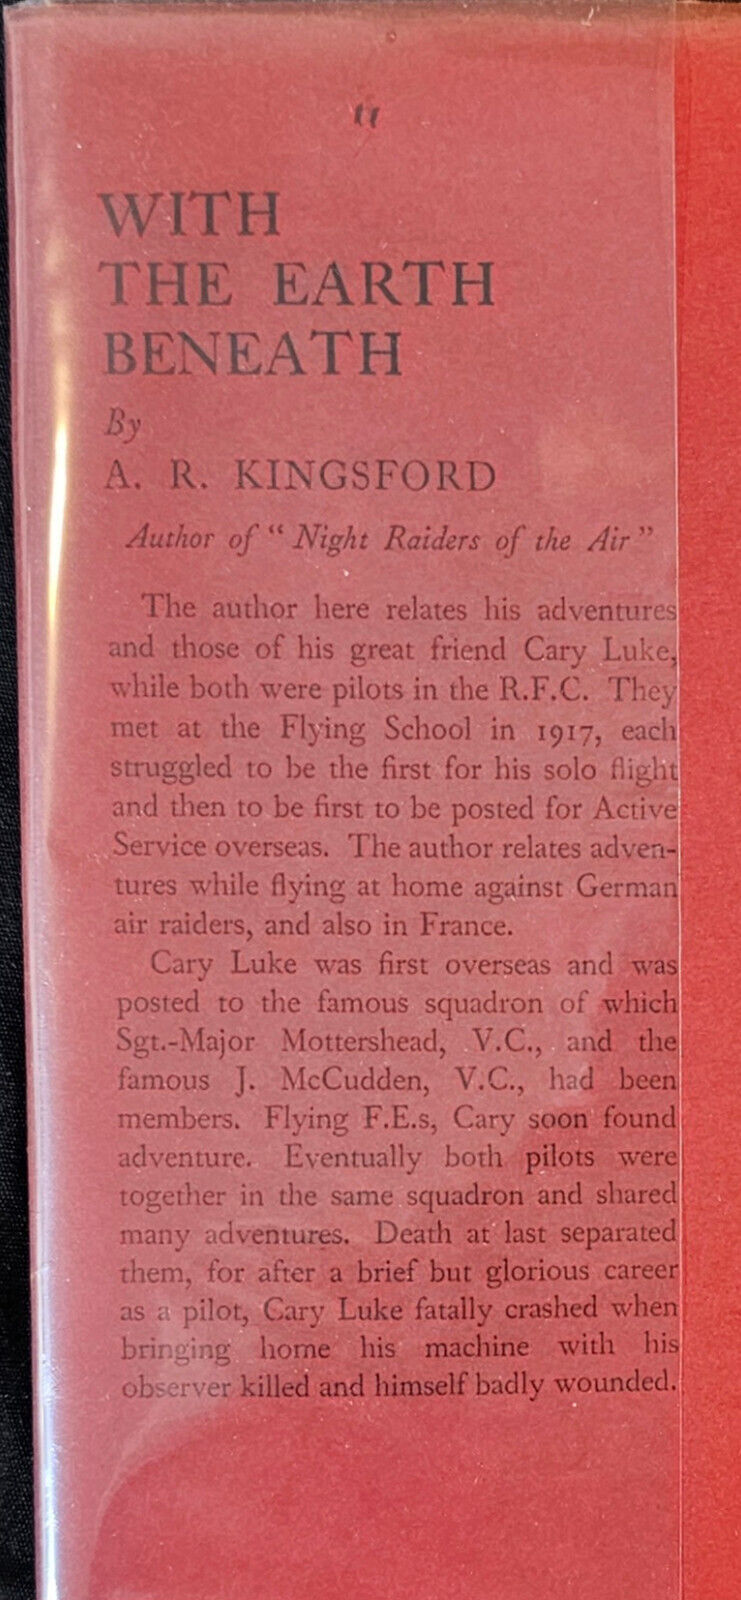 "
WITH
THE EARTH
BENEATH
By
A. R. KINGSFORD
Author of "Night Raiders of the Air"
The author here relates his adventures
and those of his great friend Cary Luke,
while both were pilots in the R.F.C. They
met at the Flying School in 1917, each
struggled to be the first for his solo flight
and then to be first to be posted for Active
Service overseas. The author relates adven-
tures while flying at home against German
air raiders, and also in France.
Cary Luke was first overseas and was
posted to the famous squadron of which
Sgt.-Major Mottershead, V.C., and the
famous J. McCudden, V.C., had been
members. Flying F.E.s, Cary soon found
adventure. Eventually both pilots were
together in the same squadron and shared
many adventures. Death at last separated
them, for after a brief but glorious career
as a pilot, Cary Luke fatally crashed when
bringing home his machine with his
observer killed and himself badly wounded.